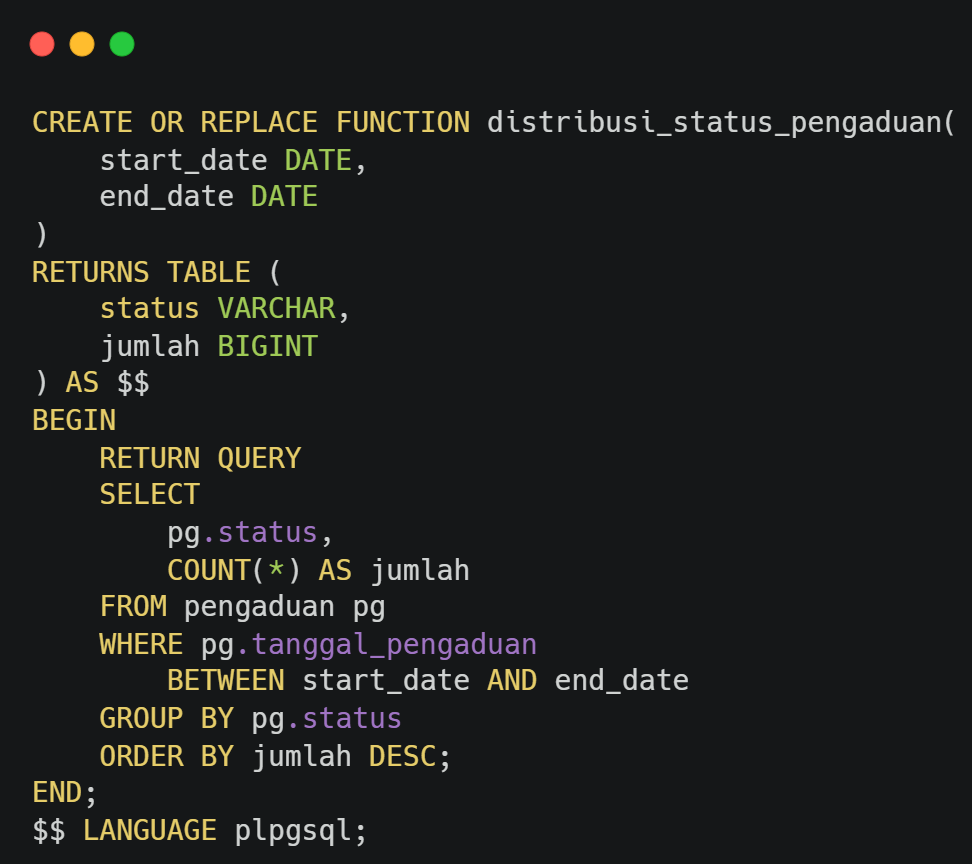 CREATE OR REPLACE FUNCTION distribusi_status_pengaduan(
    start_date DATE,
    end_date DATE
)
RETURNS TABLE (
    status VARCHAR,
    jumlah BIGINT
) AS $$
BEGIN
    RETURN QUERY
    SELECT
        pg.status,
        COUNT(*) AS jumlah
    FROM pengaduan pg
    WHERE pg.tanggal_pengaduan
        BETWEEN start_date AND end_date
    GROUP BY pg.status
    ORDER BY jumlah DESC;
END;
$$ LANGUAGE plpgsql;